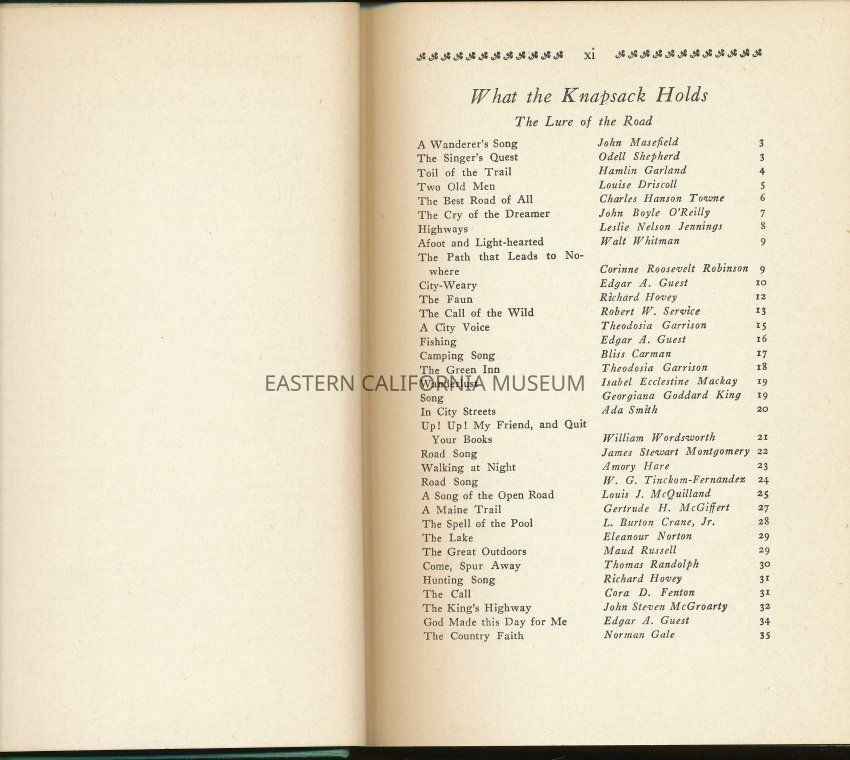 xi
What the Knapsack Holds
The Lure of the Road
A Wanderer's Song John Masefield 3
The Singer's Quest Odell Shepherd 3
Toil of the Trail Hamlin Garland 4
Two Old Men Louise Driscoll 5
The Best Road of All Charles Hanson Towne 6
The Cry of the Dreamer John Boyle O'Reilly 7
Highways Leslie Nelson Jennings 8
Afoot and Light-hearted Walt Whitman 9
The Path that Leads to No-
where Corinne Roosevelt Robinson 9
City-Weary Edgar A. Guest 10
The Faun Richard Hovey 12
The Call of the Wild Robert W. Service 13
A City Voice Theodosia Garrison 15
Fishing Edgar A. Guest 16
Camping Song Bliss Carman 17
The Green Inn Theodosia Garrison 18
EASTERN CALIFORNIA MUSEUM
Wanderlust Isabel Ecclestine Mackay 19
Song Georgiana Goddard King 19
In City Streets Ada Smith 20
Up! Up! My Friend, and Quit
Your Books William Wordsworth 21
Road Song James Stewart Montgomery 22
Walking at Night Amory Hare 23
Road Song W. G. Tinckom-Fernandez 24
A Song of the Open Road Louis J. McQuilland 25
A Maine Trail Gertrude H. McGiffert 27
The Spell of the Pool L. Burton Crane, Jr. 28
The Lake Eleanour Norton 29
The Great Outdoors Maud Russell 29
Come, Spur Away Thomas Randolph 30
Hunting Song Richard Hovey 31
The Call Cora D. Fenton 31
The King's Highway John Steven McGroarty 32
God Made this Day for Me Edgar A. Guest 34
The Country Faith Norman Gale 35